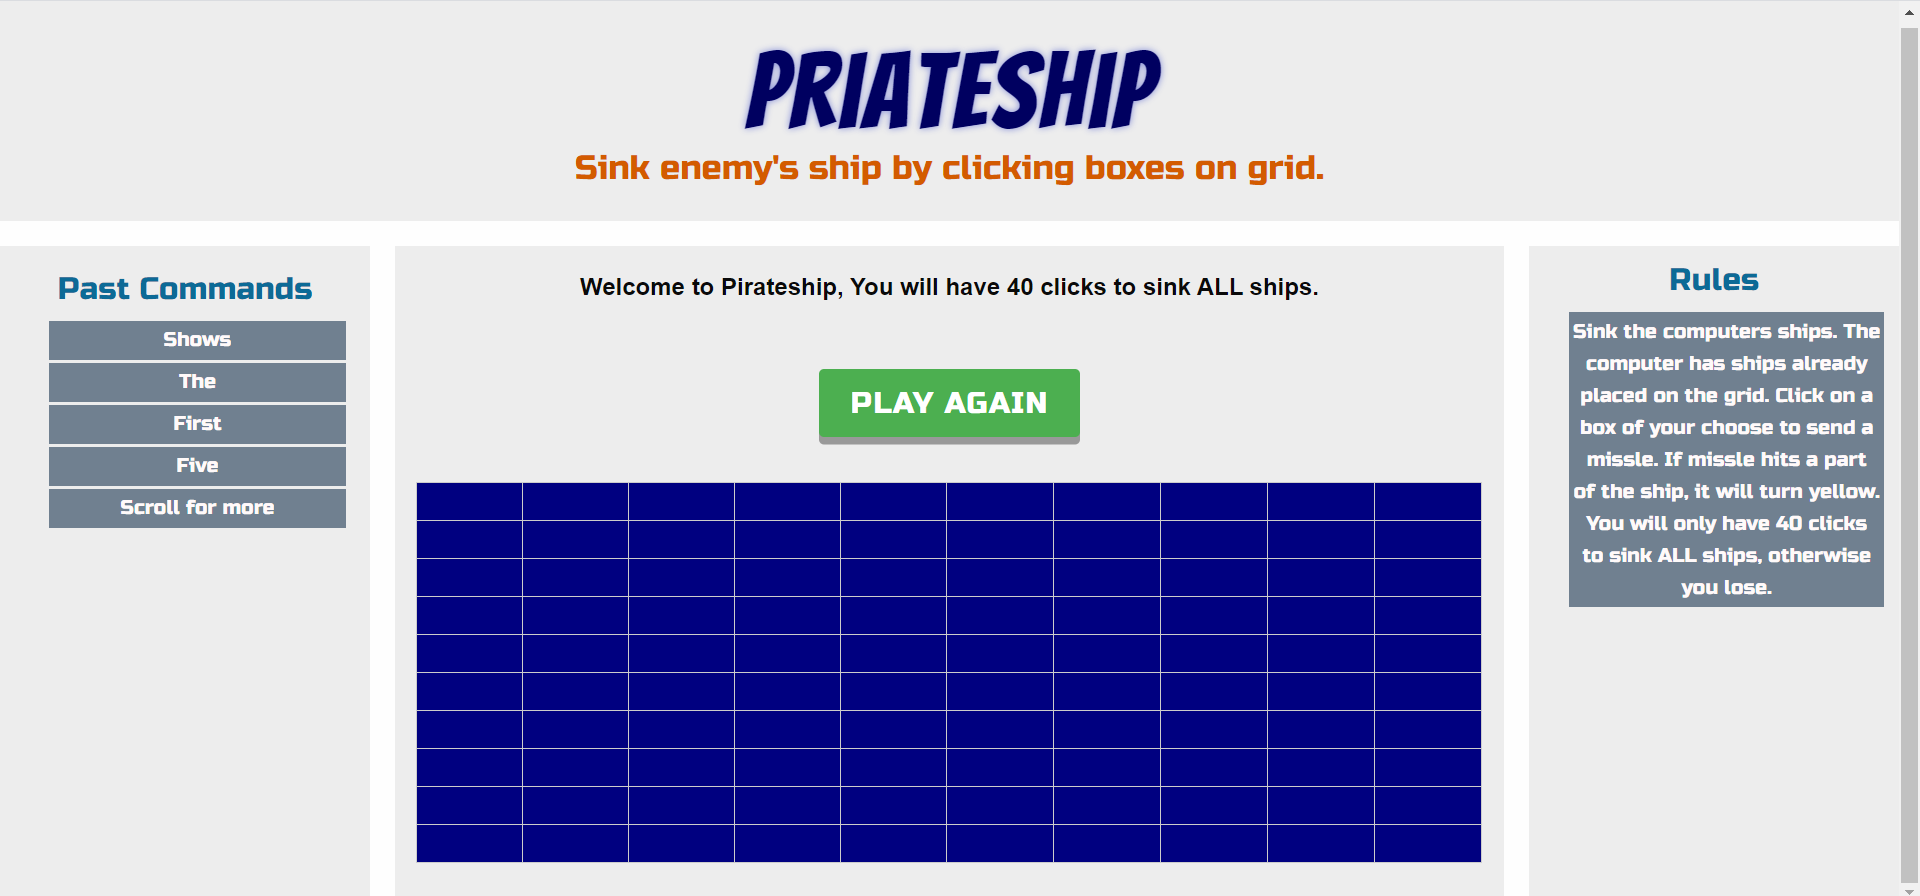 PRIATESHIP
Sink enemy's ship by clicking boxes on grid.
Past Commands
Shows
The
First
Five
Scroll for more
Welcome to Pirateship, You will have 40 clicks to sink ALL ships.
PLAY AGAIN
Rules
Sink the computers ships. The
computer has ships already
placed on the grid. Click on a
box of your choose to send a
missle. If missle hits a part
of the ship, it will turn yellow.
You will only have 40 clicks
to sink ALL ships, otherwise
you lose.